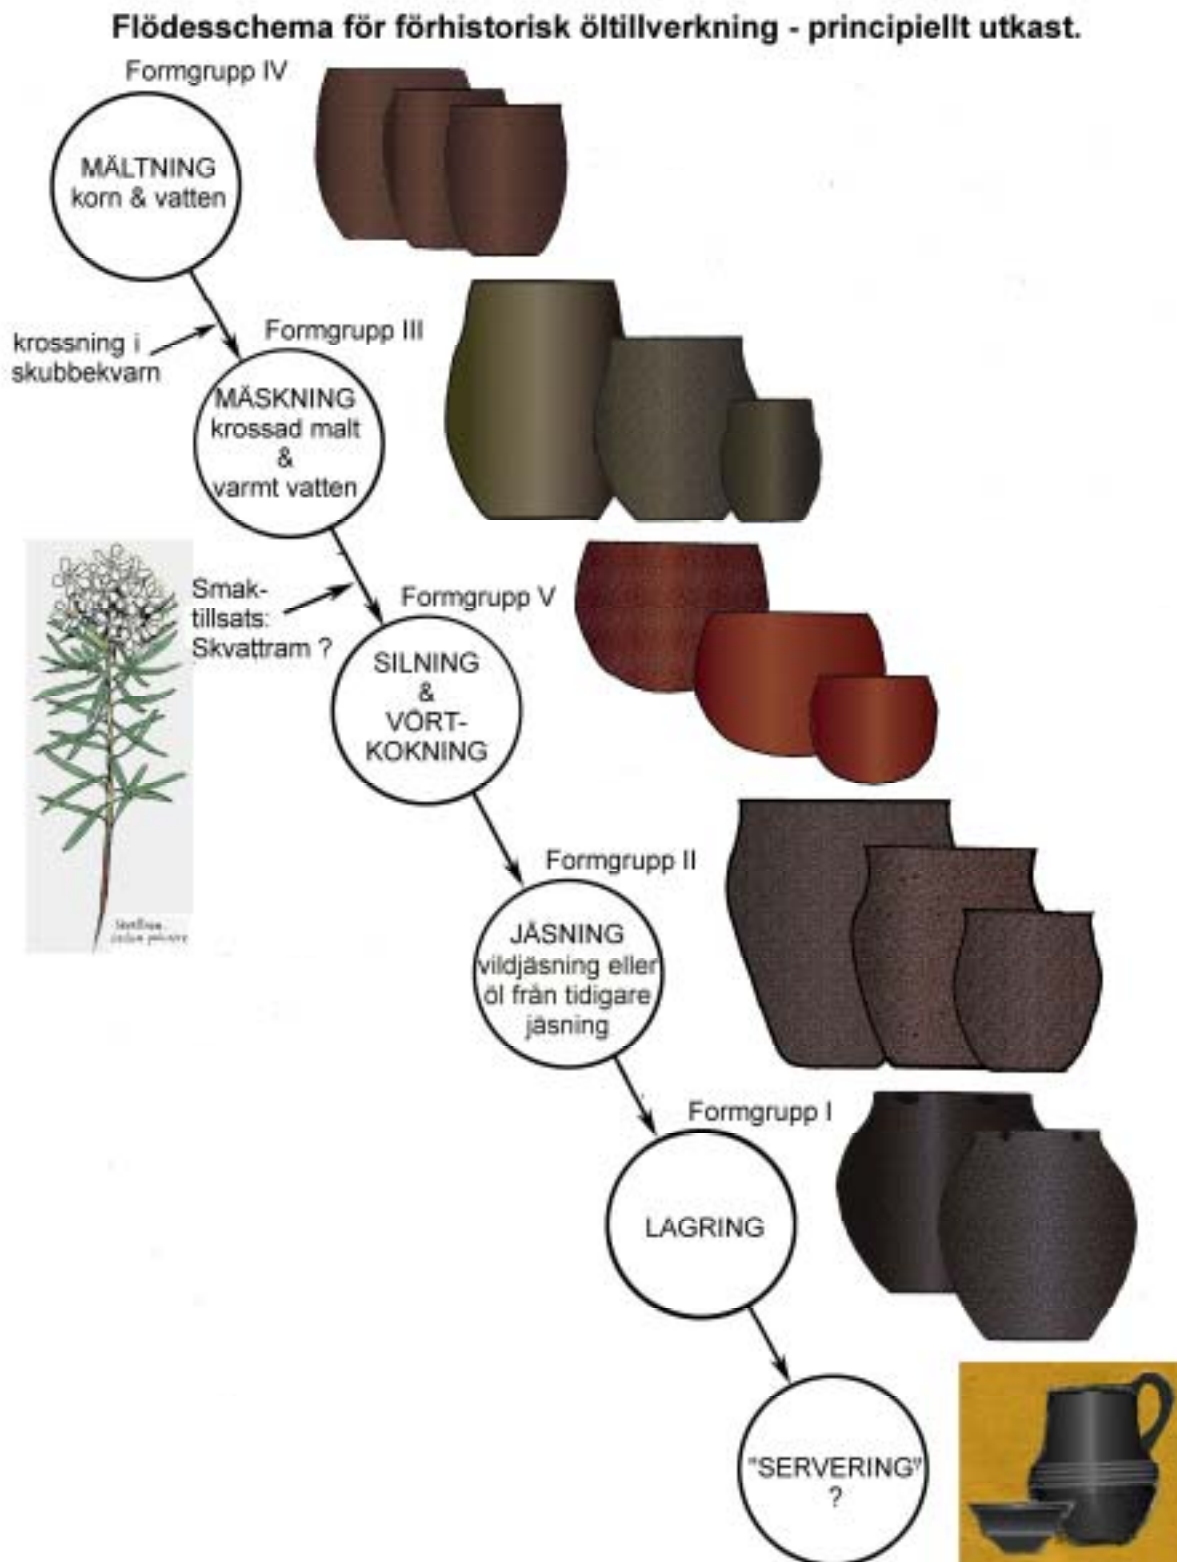 Flödesschema för förhistorisk öltillverkning - principiellt utkast.
Formgrupp IV
MÄLTNING
korn & vatten
krossning i
skubbekvarn
Formgrupp III
MÄSKNING
krossad malt
&
varmt vatten
Smak-
tillsats:
Skvattram ?
Formgrupp V
SILNING
&
VÖRT-
KOKNING
Formgrupp II
JÄSNING
vildjäsning eller
öl från tidigare
jäsning
Formgrupp I
LAGRING
"SERVERING"
?